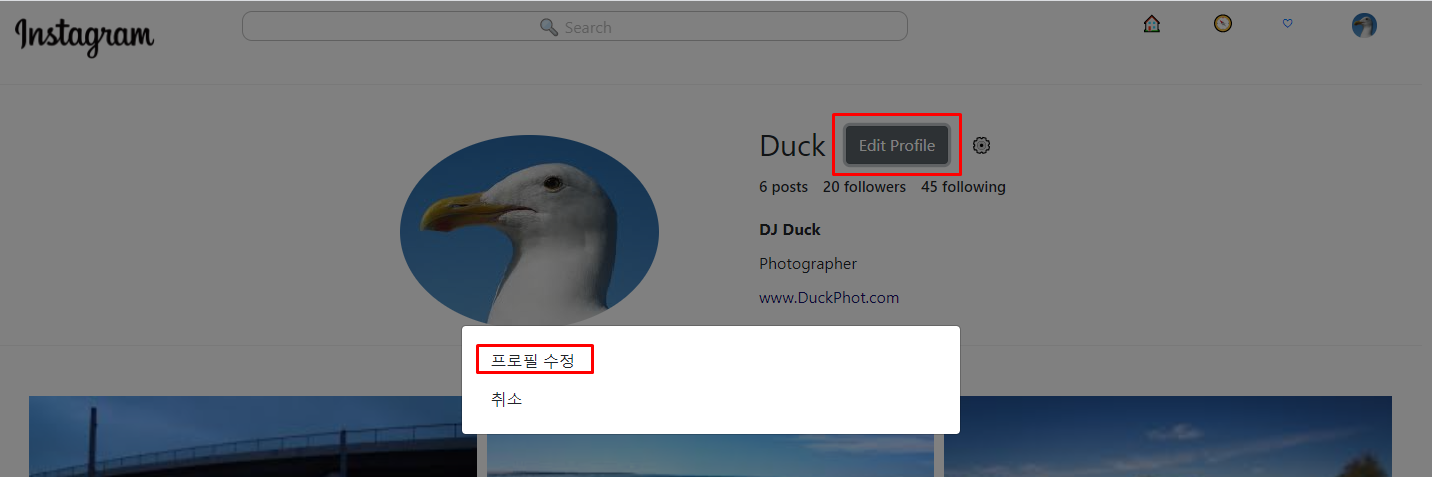 Instagram
Search
Duck Edit Profile
6 posts 20 followers 45 following
DJ Duck
Photographer
www.DuckPhot.com
프로필 수정
취소